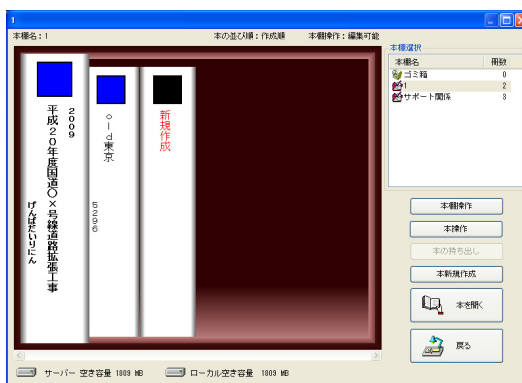 1
本棚名：1 本の並び順：作成順 本棚操作：編集可能
本棚選択
本棚名 冊数
ゴミ箱 0
1 2
サポート関係 3
2009
平成20年度国道〇×号線道路拡張工事
げんばだいりにん
old東京
5296
新規作成
本棚操作
本操作
本の持ち出し
本新規作成
本を開く
戻る
サーバー 空き容量 1809 MB ローカル空き容量 1809 MB